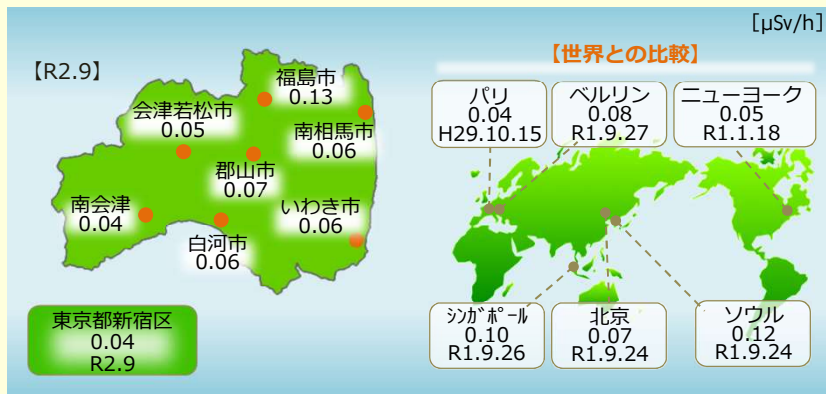 [μSv/h]
【R2.9】
福島市
0.13
会津若松市
0.05
南相馬市
0.06
郡山市
0.07
南会津
0.04
いわき市
0.06
白河市
0.06
東京都新宿区
0.04
R2.9
【世界との比較】
パリ
0.04
H29.10.15
ベルリン
0.08
R1.9.27
ニューヨーク
0.05
R1.1.18
ｼﾝｶﾞﾎﾟｰﾙ
0.10
R1.9.26
北京
0.07
R1.9.24
ソウル
0.12
R1.9.24